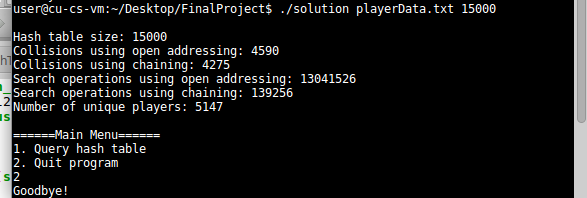 user@cu-cs-vm:~/Desktop/FinalProject$ ./solution playerData.txt 15000
Hash table size: 15000
Collisions using open addressing: 4590
Collisions using chaining: 4275
Search operations using open addressing: 13041526
Search operations using chaining: 139256
Number of unique players: 5147
======Main Menu======
1. Query hash table
2. Quit program
2
Goodbye!